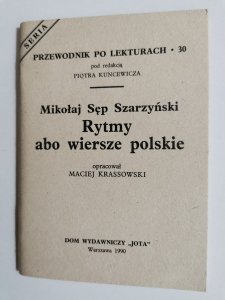 SERIA
PRZEWODNIK PO LEKTURACH • 30
pod redakcją
PIOTRA KUNCEWICZA
Mikołaj Sęp Szarzyński
Rytmy
abo wiersze polskie
opracował
MACIEJ KRASSOWSKI
DOM WYDAWNICZY „JOTA”
Warszawa 1990